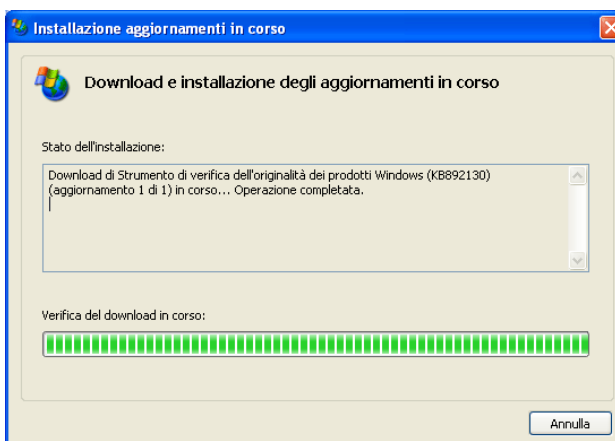 Installazione aggiornamenti in corso
Download e installazione degli aggiornamenti in corso
Stato dell'installazione:
Download di Strumento di verifica dell'originalità dei prodotti Windows (KB892130)
(aggiornamento 1 di 1) in corso... Operazione completata.
Verifica del download in corso:
Annulla